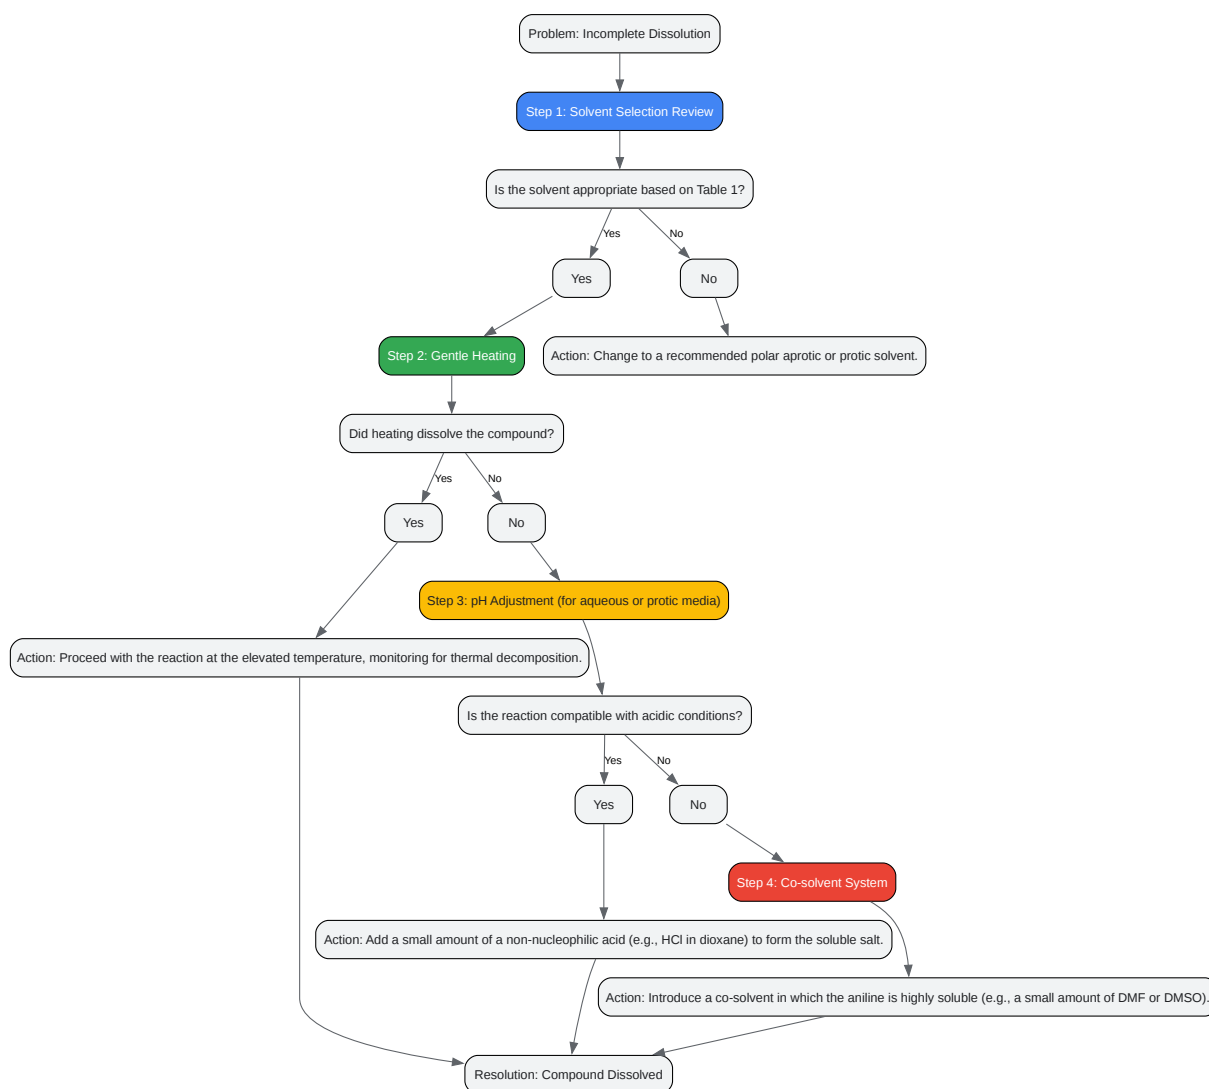 Problem: Incomplete Dissolution
Step 1: Solvent Selection Review
Is the solvent appropriate based on Table 1?
Yes
No
Yes
No
Step 2: Gentle Heating
Action: Change to a recommended polar aprotic or protic solvent.
Did heating dissolve the compound?
Yes
No
Yes
No
Step 3: pH Adjustment (for aqueous or protic media)
Action: Proceed with the reaction at the elevated temperature, monitoring for thermal decomposition.
Is the reaction compatible with acidic conditions?
Yes
No
Yes
No
Step 4: Co-solvent System
Action: Add a small amount of a non-nucleophilic acid (e.g., HCl in dioxane) to form the soluble salt.
Action: Introduce a co-solvent in which the aniline is highly soluble (e.g., a small amount of DMF or DMSO).
Resolution: Compound Dissolved